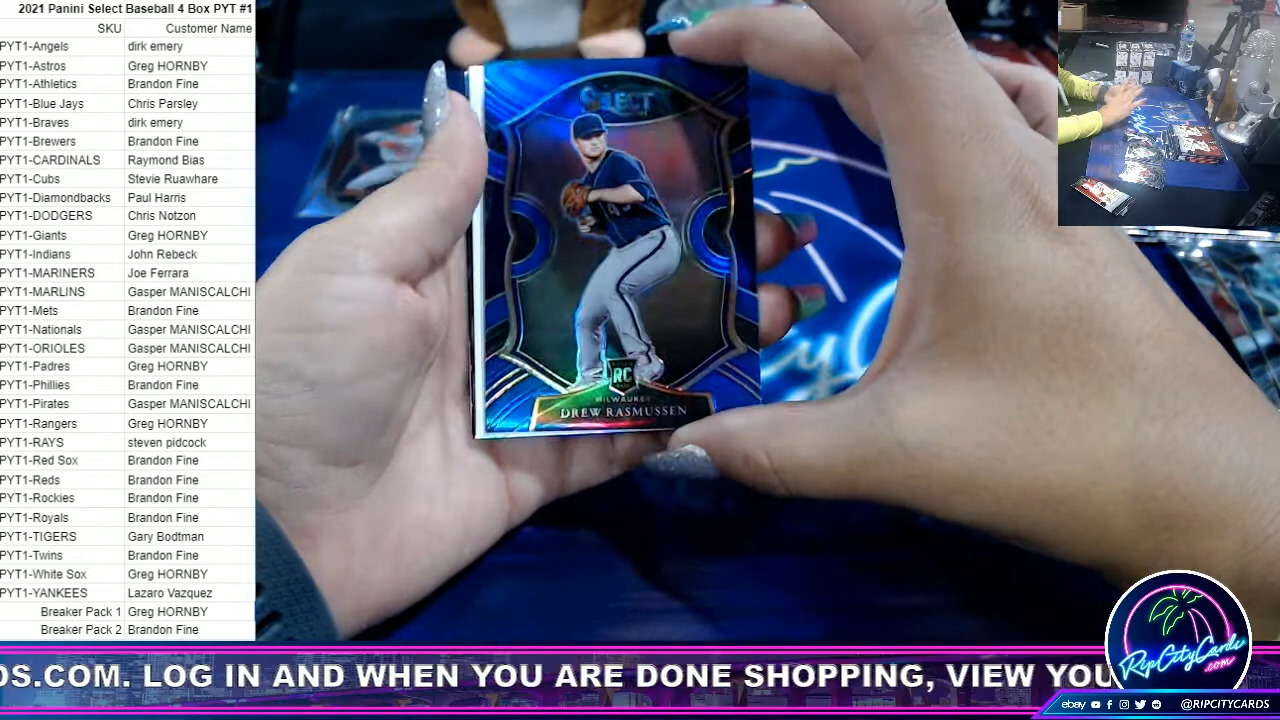 2021 Panini Select Baseball 4 Box PYT #1
SKU Customer Name
PYT1-Angels dirk emery
PYT1-Astros Greg HORNBY
PYT1-Athletics Brandon Fine
PYT1-Blue Jays Chris Parsley
PYT1-Braves dirk emery
PYT1-Brewers Brandon Fine
PYT1-CARDINALS Raymond Bias
PYT1-Cubs Stevie Ruawhare
PYT1-Diamondbacks Paul Harris
PYT1-DODGERS Chris Notzon
PYT1-Giants Greg HORNBY
PYT1-Indians John Rebeck
PYT1-MARINERS Joe Ferrara
PYT1-MARLINS Gasper MANISCALCHI
PYT1-Mets Brandon Fine
PYT1-Nationals Gasper MANISCALCHI
PYT1-ORIOLES Gasper MANISCALCHI
PYT1-Padres Greg HORNBY
PYT1-Phillies Brandon Fine
PYT1-Pirates Gasper MANISCALCHI
PYT1-Rangers Greg HORNBY
PYT1-RAYS steven pidcock
PYT1-Red Sox Brandon Fine
PYT1-Reds Brandon Fine
PYT1-Rockies Brandon Fine
PYT1-Royals Brandon Fine
PYT1-TIGERS Gary Bodtman
PYT1-Twins Brandon Fine
PYT1-White Sox Greg HORNBY
PYT1-YANKEES Lazaro Vazquez
Breaker Pack 1 Greg HORNBY
Breaker Pack 2 Brandon Fine
SELECT
RC
MILWAUKEE
DREW RASMUSSEN
DS.COM. LOG IN AND WHEN YOU ARE DONE SHOPPING, VIEW YOU
RipCityCards
.com
ebay @RIPCITYCARDS